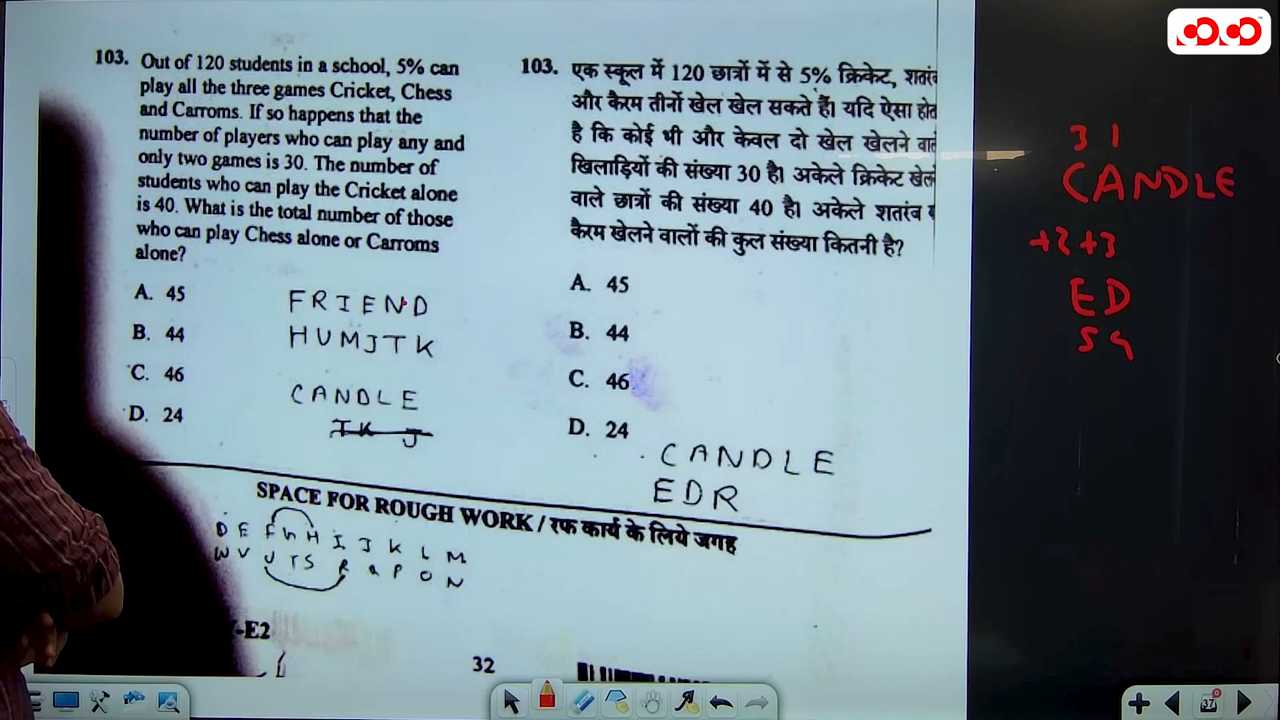 103. Out of 120 students in a school, 5% can
play all the three games Cricket, Chess
and Carroms. If so happens that the
number of players who can play any and
only two games is 30. The number of
students who can play the Cricket alone
is 40. What is the total number of those
who can play Chess alone or Carroms
alone?
A. 45
B. 44
C. 46
D. 24
FRIEND
HUMJTK
CANDLE
IK J
103. एक स्कूल में 120 छात्रों में से 5% क्रिकेट,
और कैरम तीनों खेल खेल सकते हैं। यदि ऐसा
है कि कोई भी और केवल दो खेल खेलने
खिलाड़ियों की संख्या 30 है। अकेले क्रिकेट
वाले छात्रों की संख्या 40 है। अकेले शतरंज
कैरम खेलने वालों की कुल संख्या कितनी है?
A. 45
B. 44
C. 46
D. 24
CANDLE
EDR
SPACE FOR ROUGH WORK / रफ कार्य के लिये जगह
D E F G H I J K L M
W V U T S R Q P O N
-E2
32
3 1
CANDLE
+2+3
ED
5 4
37